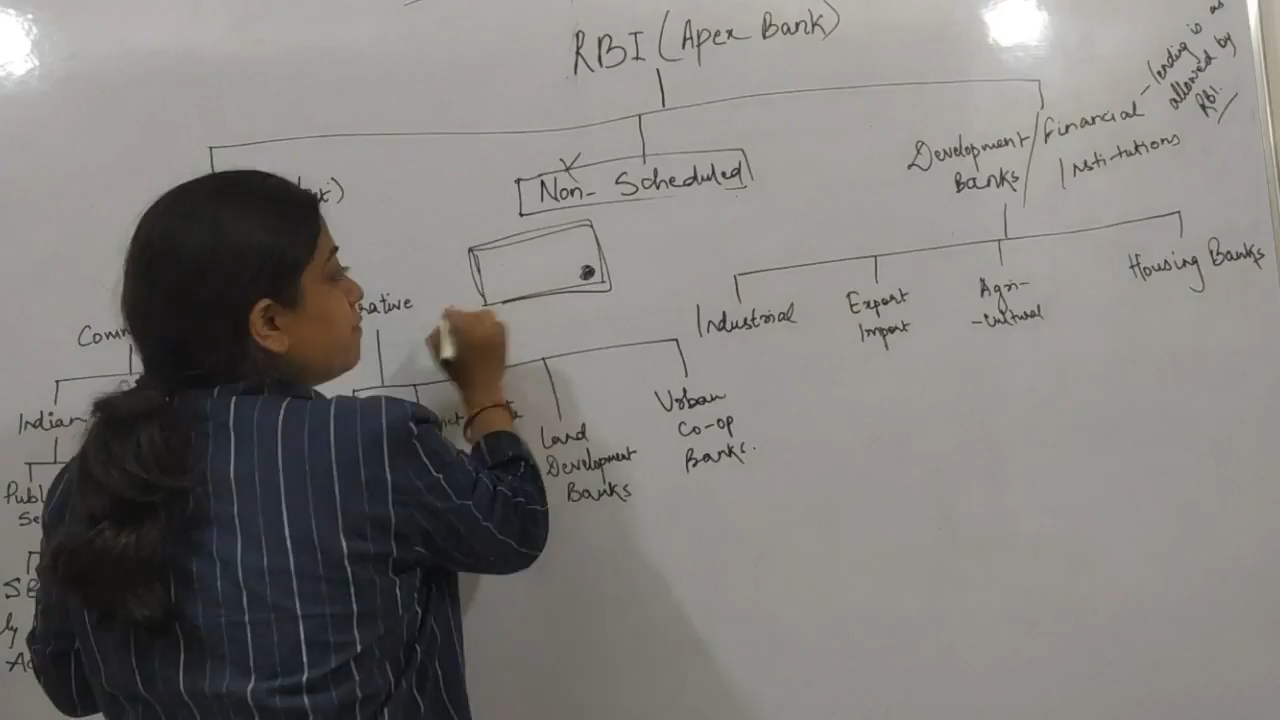 RBI (Apex Bank)
- lending is as
allowed by
RBI.
Non-Scheduled
Development
Banks
/ Financial
Institutions
Industrial
Export
Import
Agri-
-cultural
Housing Banks
Indian
Land
Development
Banks
Urban
Co-op
Banks.